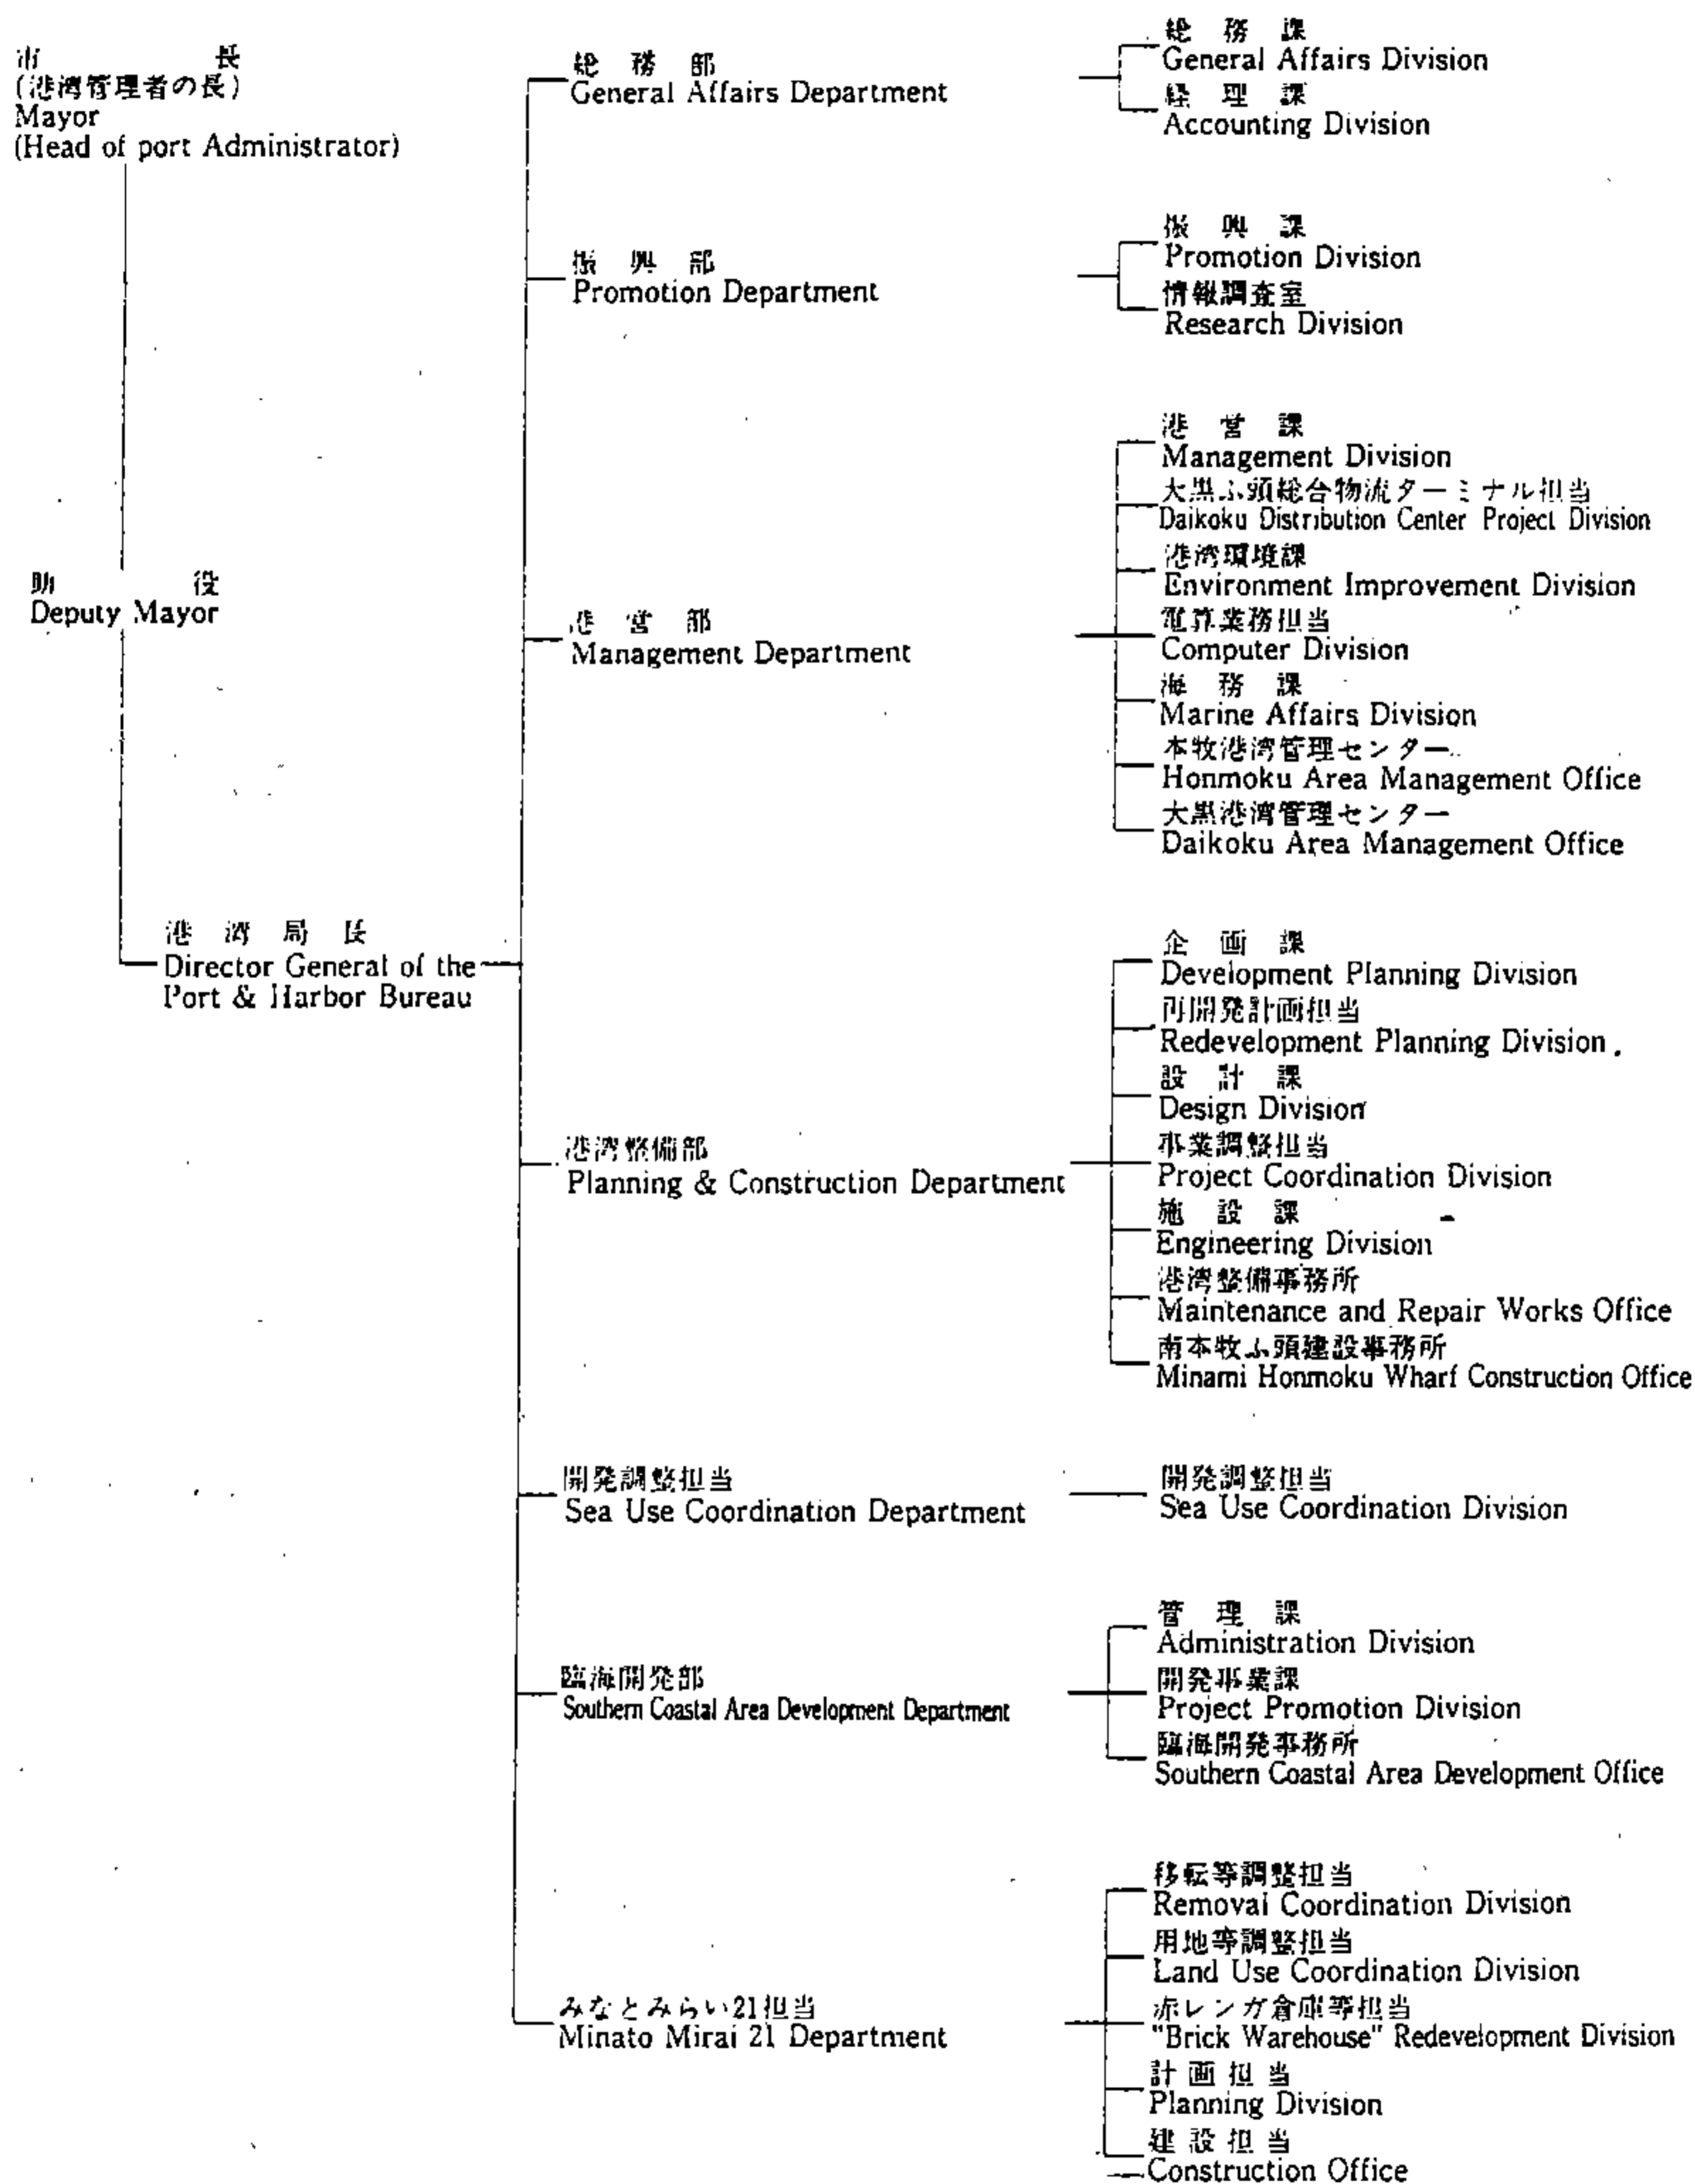 市長
(港湾管理者の長)
Mayor
(Head of port Administrator)
助役
Deputy Mayor
港湾局長
Director General of the
Port & Harbor Bureau
総務部
General Affairs Department
総務課
General Affairs Division
経理課
Accounting Division
振興部
Promotion Department
振興課
Promotion Division
情報調査室
Research Division
港営部
Management Department
港営課
Management Division
大黒ふ頭総合物流ターミナル担当
Daikoku Distribution Center Project Division
港湾環境課
Environment Improvement Division
電算業務担当
Computer Division
海務課
Marine Affairs Division
本牧港湾管理センター
Honmoku Area Management Office
大黒港湾管理センター
Daikoku Area Management Office
港湾整備部
Planning & Construction Department
企画課
Development Planning Division
再開発計画担当
Redevelopment Planning Division
設計課
Design Division
事業調整担当
Project Coordination Division
施設課
Engineering Division
港湾整備事務所
Maintenance and Repair Works Office
南本牧ふ頭建設事務所
Minami Honmoku Wharf Construction Office
開発調整担当
Sea Use Coordination Department
開発調整担当
Sea Use Coordination Division
臨海開発部
Southern Coastal Area Development Department
管理課
Administration Division
開発事業課
Project Promotion Division
臨海開発事務所
Southern Coastal Area Development Office
みなとみらい21担当
Minato Mirai 21 Department
移転等調整担当
Removal Coordination Division
用地等調整担当
Land Use Coordination Division
赤レンガ倉庫等担当
"Brick Warehouse" Redevelopment Division
計画担当
Planning Division
建設担当
Construction Office